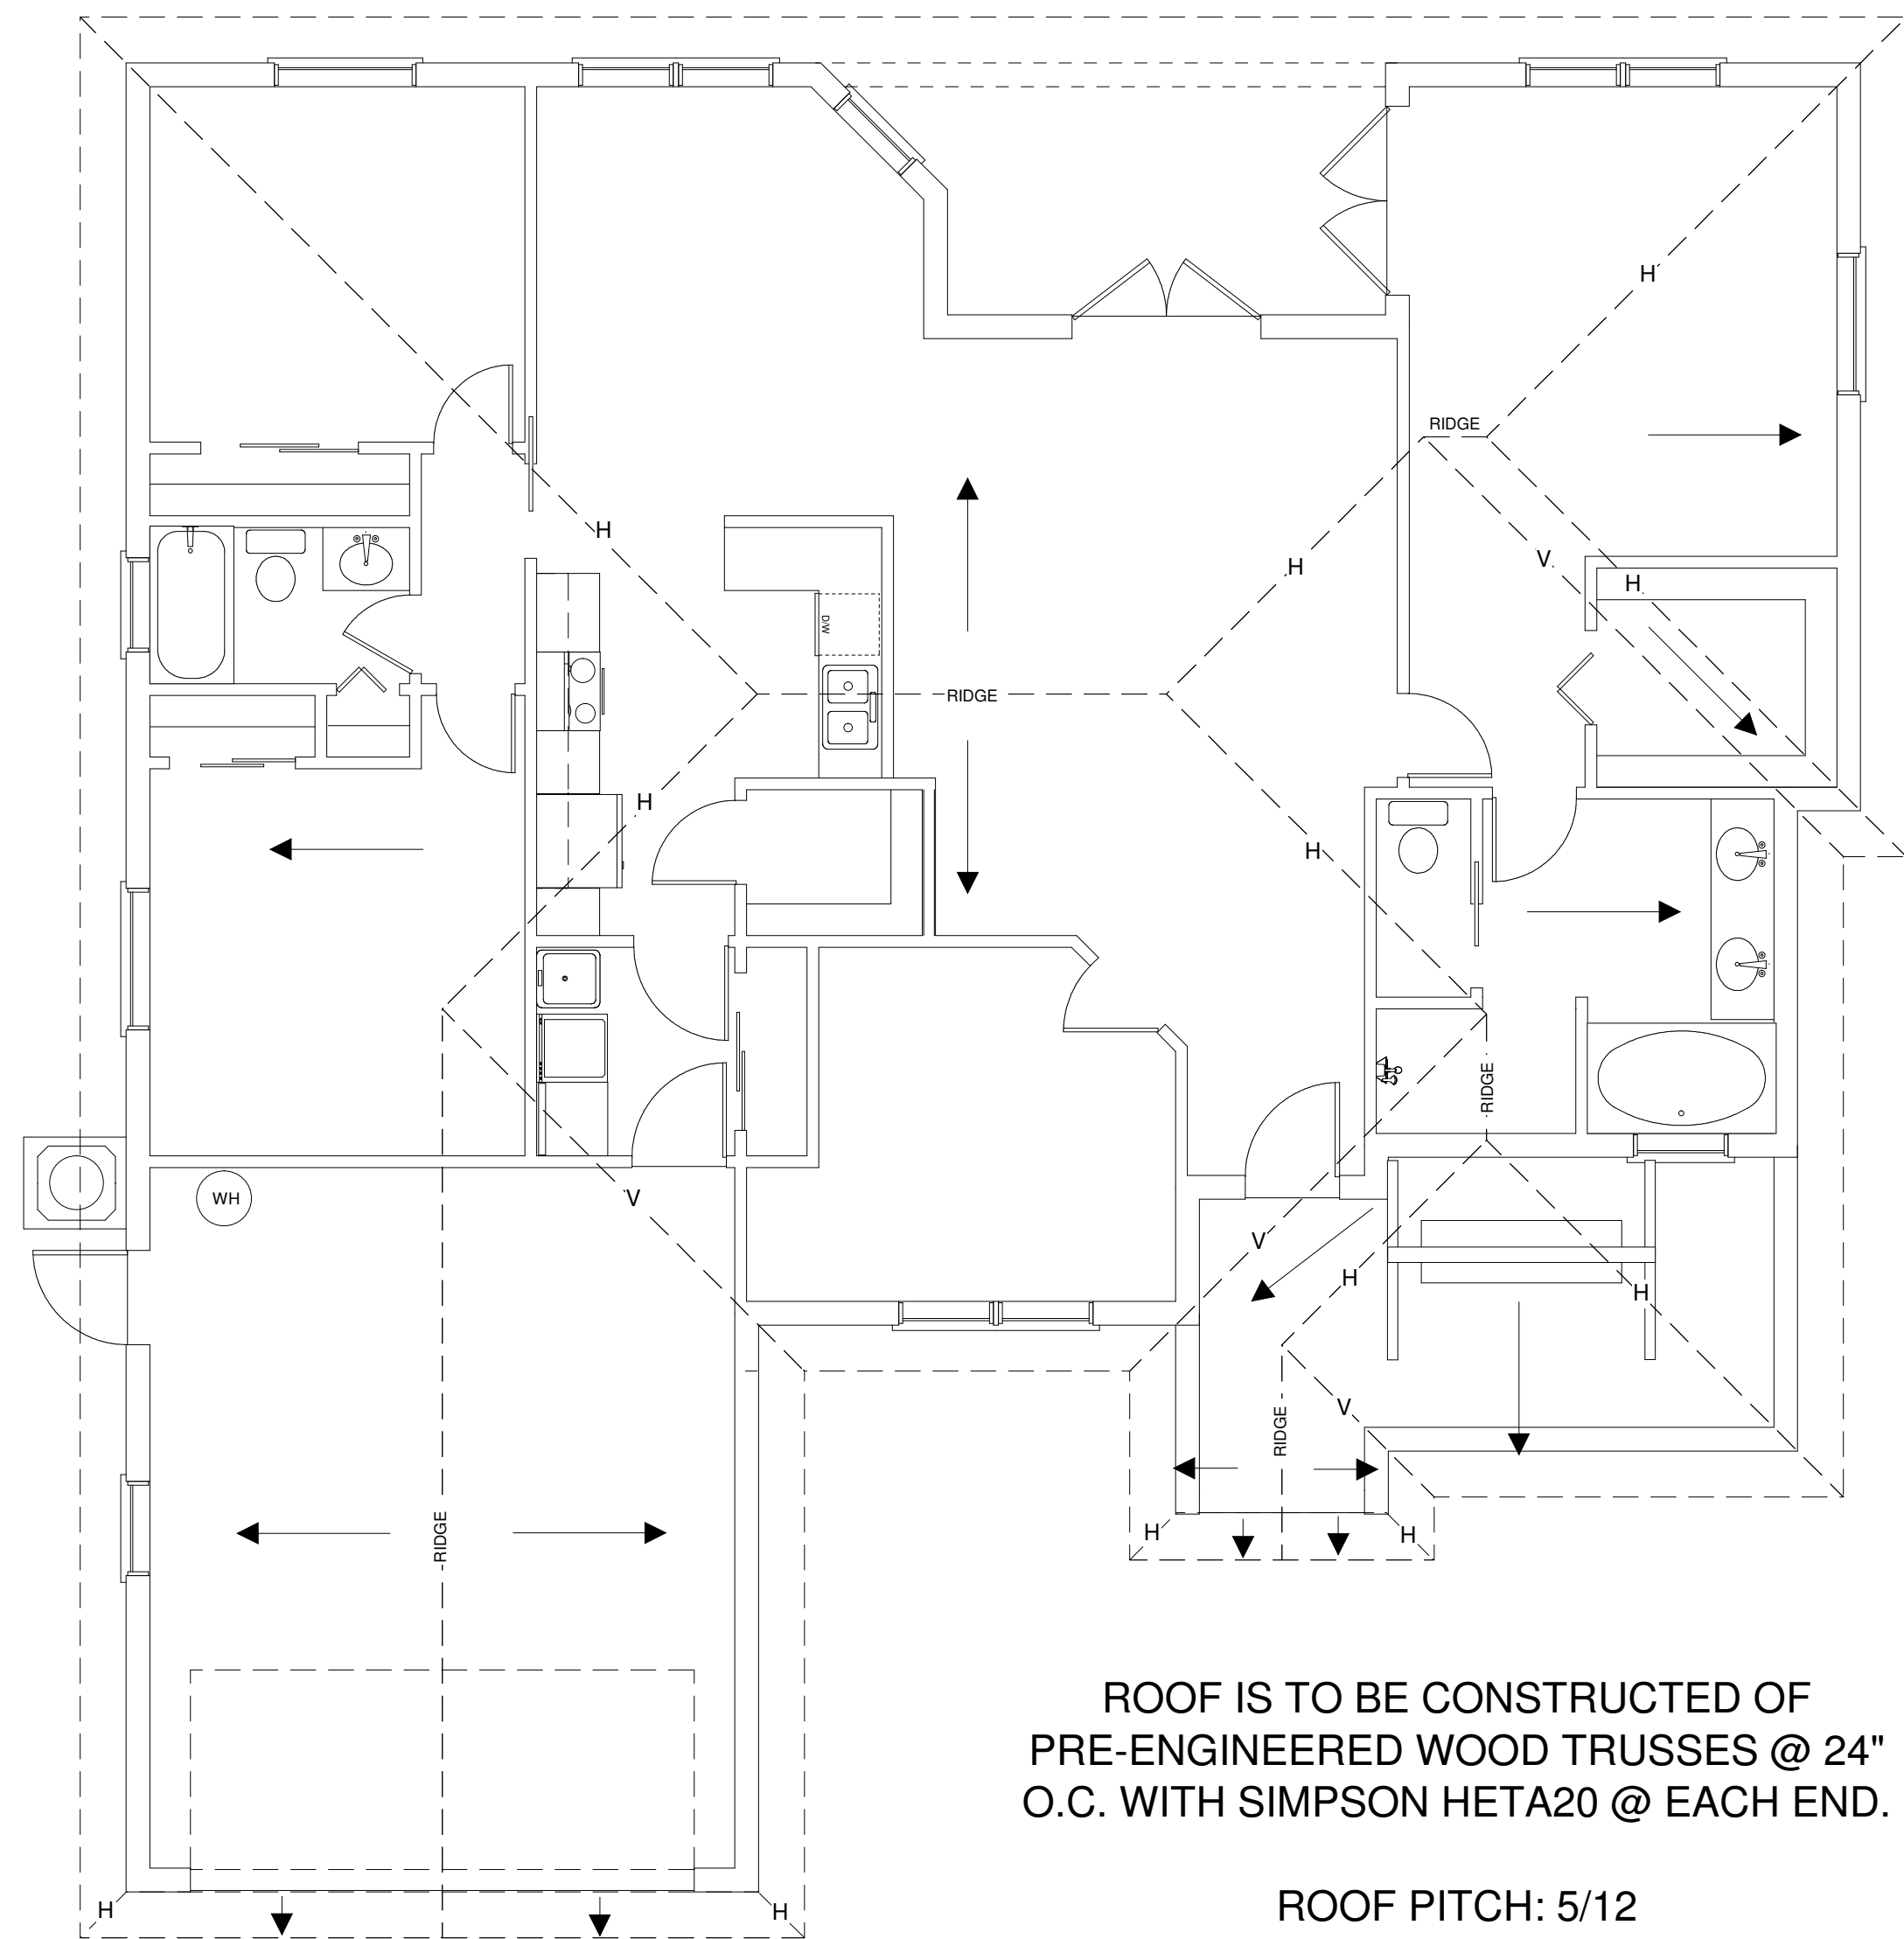 H
RIDGE
H
H
V
H
H
D/W
RIDGE
H
H
RIDGE
WH
V
V
H
H
V
RIDGE
RIDGE
H
H
H
H
ROOF IS TO BE CONSTRUCTED OF
PRE-ENGINEERED WOOD TRUSSES @ 24"
O.C. WITH SIMPSON HETA20 @ EACH END.
ROOF PITCH: 5/12